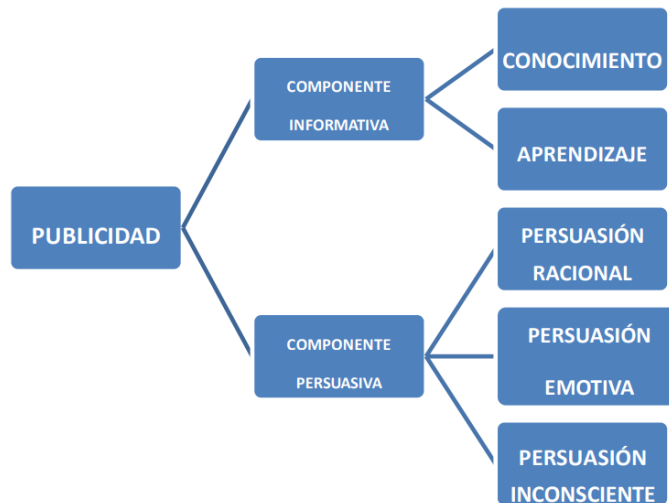 PUBLICIDAD
COMPONENTE
INFORMATIVA
CONOCIMIENTO
APRENDIZAJE
COMPONENTE
PERSUASIVA
PERSUASIÓN
RACIONAL
PERSUASIÓN
EMOTIVA
PERSUASIÓN
INCONSCIENTE